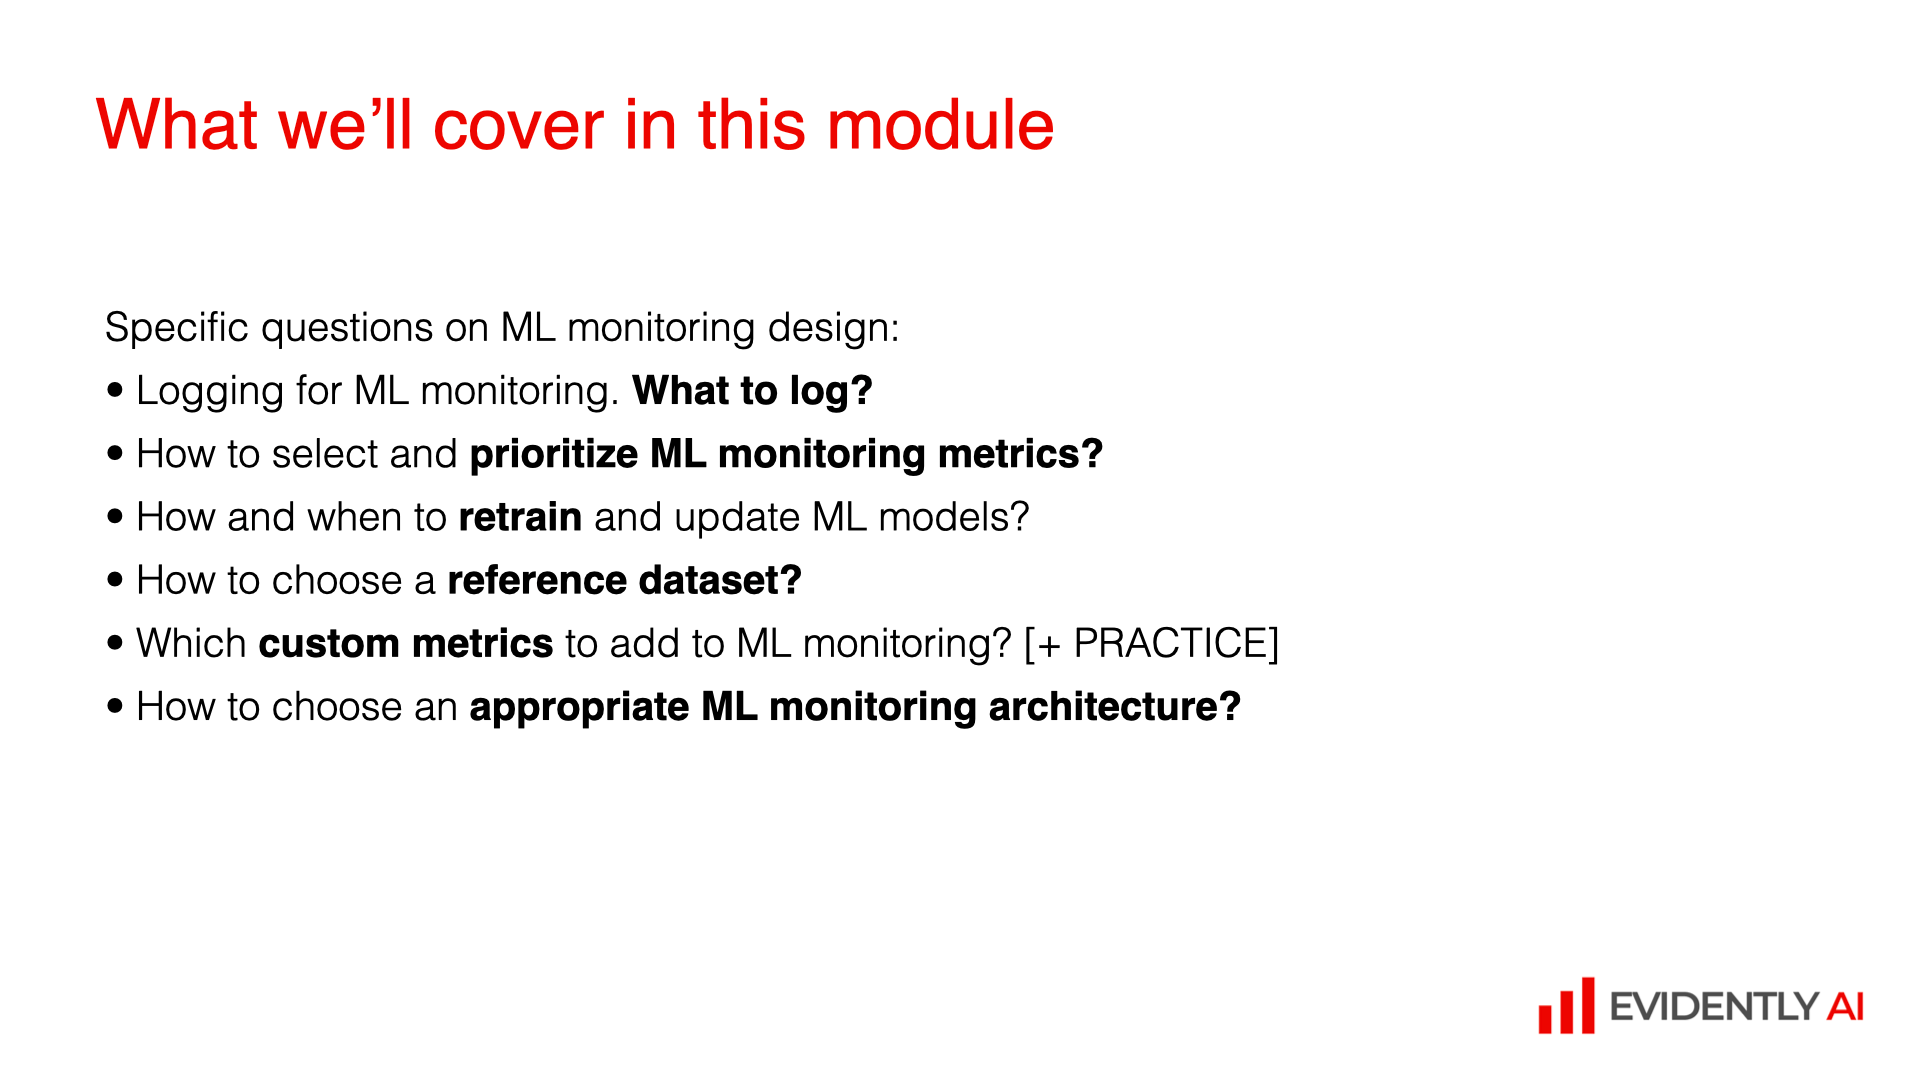 What we’ll cover in this module
Specific questions on ML monitoring design:
• Logging for ML monitoring. What to log?
• How to select and prioritize ML monitoring metrics?
• How and when to retrain and update ML models?
• How to choose a reference dataset?
• Which custom metrics to add to ML monitoring? [+ PRACTICE]
• How to choose an appropriate ML monitoring architecture?
EVIDENTLY AI